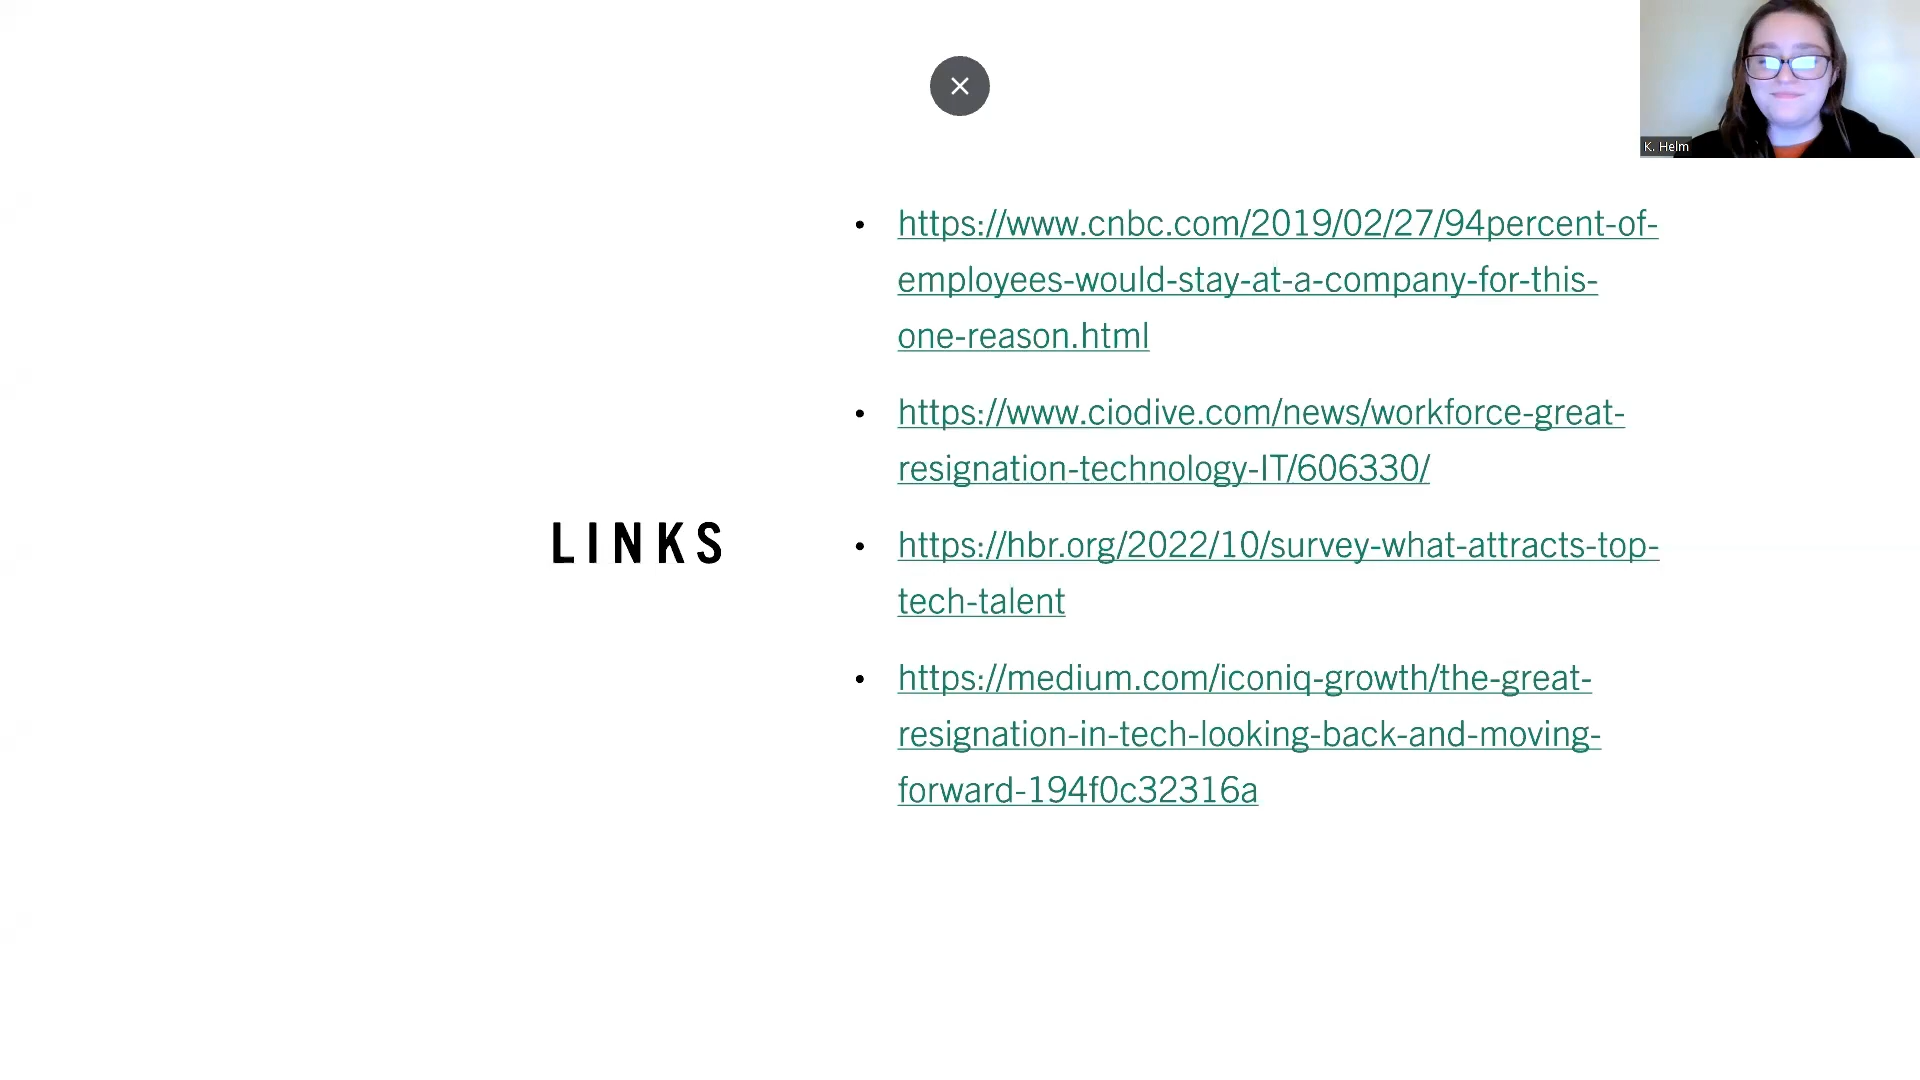 K. Helm
https://www.cnbc.com/2019/02/27/94percent-of-
employees-would-stay-at-a-company-for-this-
one-reason.html
https://www.ciodive.com/news/workforce-great-
resignation-technology-IT/606330/
LINKS
https://hbr.org/2022/10/survey-what-attracts-top-
tech-talent
https://medium.com/iconiq-growth/the-great-
resignation-in-tech-looking-back-and-moving-
forward-194f0c32316a